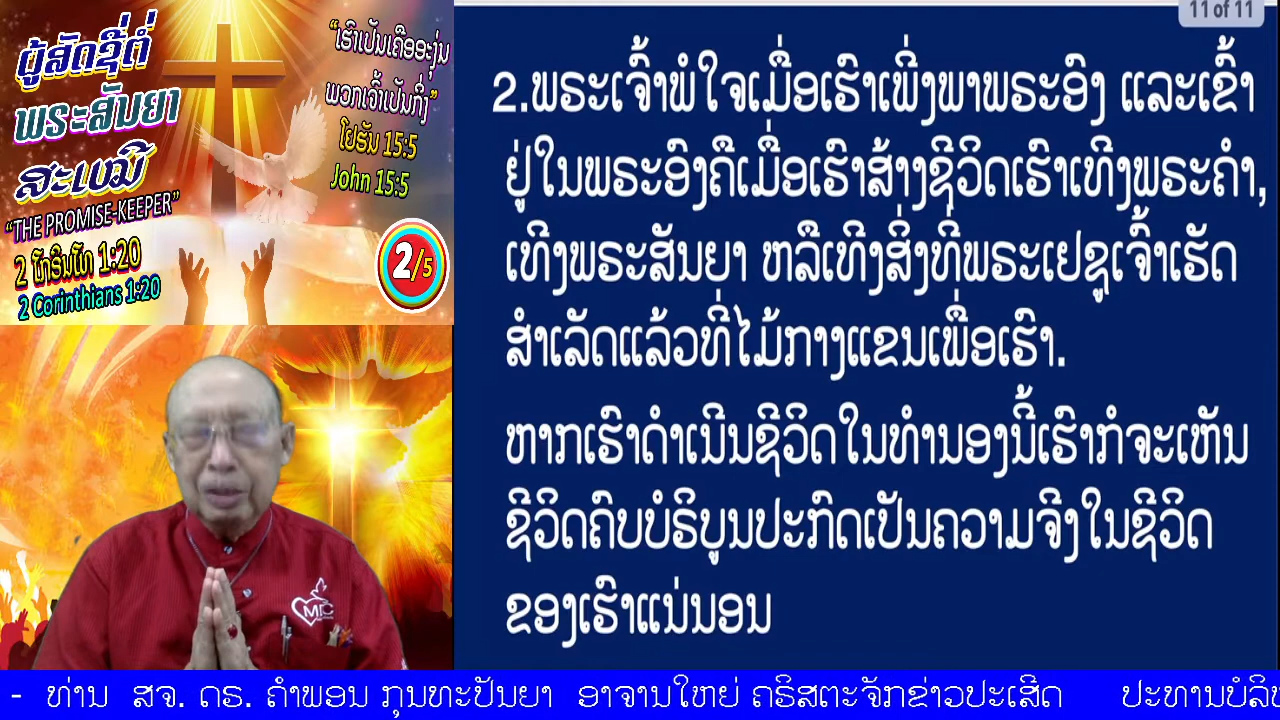 ຜູ້ສັດຊື່ຕໍ່
ພຣະສັນຍາ
ສະເໝີ
“THE PROMISE-KEEPER”
2 ໂກຣິນໂທ 1:20
2 Corinthians 1:20
“ເຮົາເປັນເຄືອອະງຸ່ນ
ພວກເຈົ້າເປັນກິ່ງ”
ໂຢຮັນ 15:5
John 15:5
2/5
MIC
11 of 11
2.ພຣະເຈົ້າພໍໃຈເມື່ອເຮົາເພີ່ງພາພຣະອົງ ແລະເຂົ້າ
ຢູ່ໃນພຣະອົງຄືເມື່ອເຮົາສ້າງຊີວິດເຮົາເທີງພຣະຄຳ,
ເທີງພຣະສັນຍາ ຫລືເທີງສິ່ງທີ່ພຣະເຢຊູເຈົ້າເຮັດ
ສຳເລັດແລ້ວທີ່ໄມ້ກາງແຂນເພື່ອເຮົາ.
ຫາກເຮົາດຳເນີນຊີວິດໃນທຳນອງນີ້ເຮົາກໍຈະເຫັນ
ຊີວິດຄົບບໍຣິບູນປະກົດເປັນຄວາມຈີງໃນຊີວິດ
ຂອງເຮົາແນ່ນອນ
- ທ່ານ ສຈ. ດຣ. ຄຳພອນ ກຸນທະປັນຍາ ອາຈານໃຫຍ່ ຄຣິສຕະຈັກຂ່າວປະເສີດ ປະທານບໍລິ